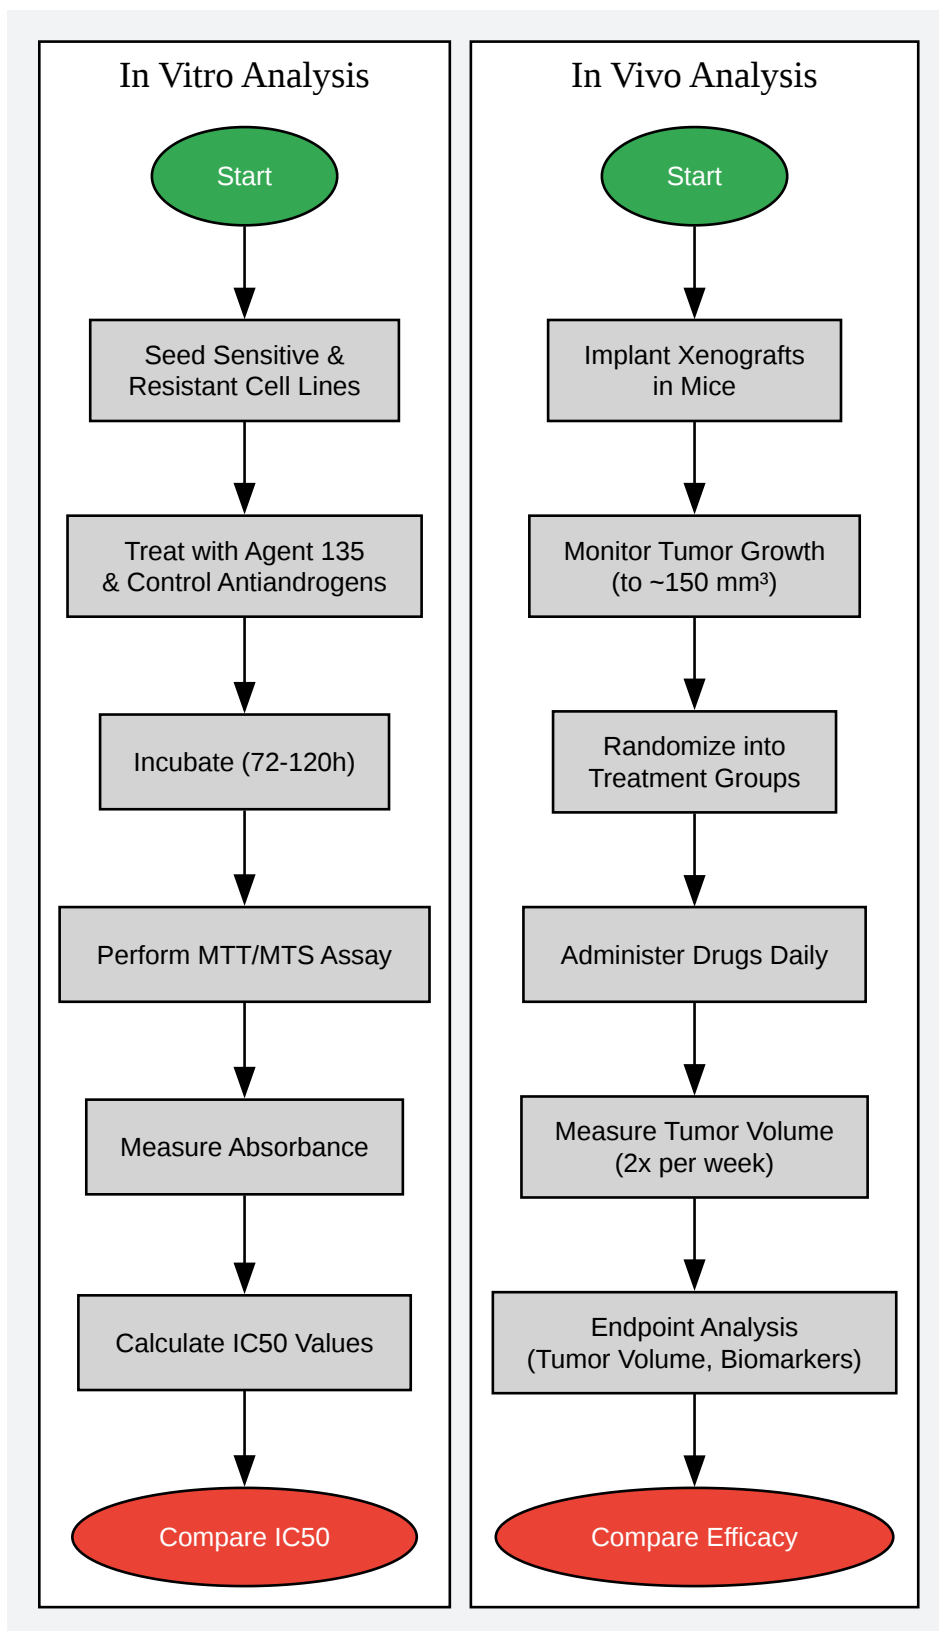 In Vitro Analysis
Start
Seed Sensitive &
Resistant Cell Lines
Treat with Agent 135
& Control Antiandrogens
Incubate (72-120h)
Perform MTT/MTS Assay
Measure Absorbance
Calculate IC50 Values
Compare IC50
In Vivo Analysis
Start
Implant Xenografts
in Mice
Monitor Tumor Growth
(to ~150 mm³)
Randomize into
Treatment Groups
Administer Drugs Daily
Measure Tumor Volume
(2x per week)
Endpoint Analysis
(Tumor Volume, Biomarkers)
Compare Efficacy